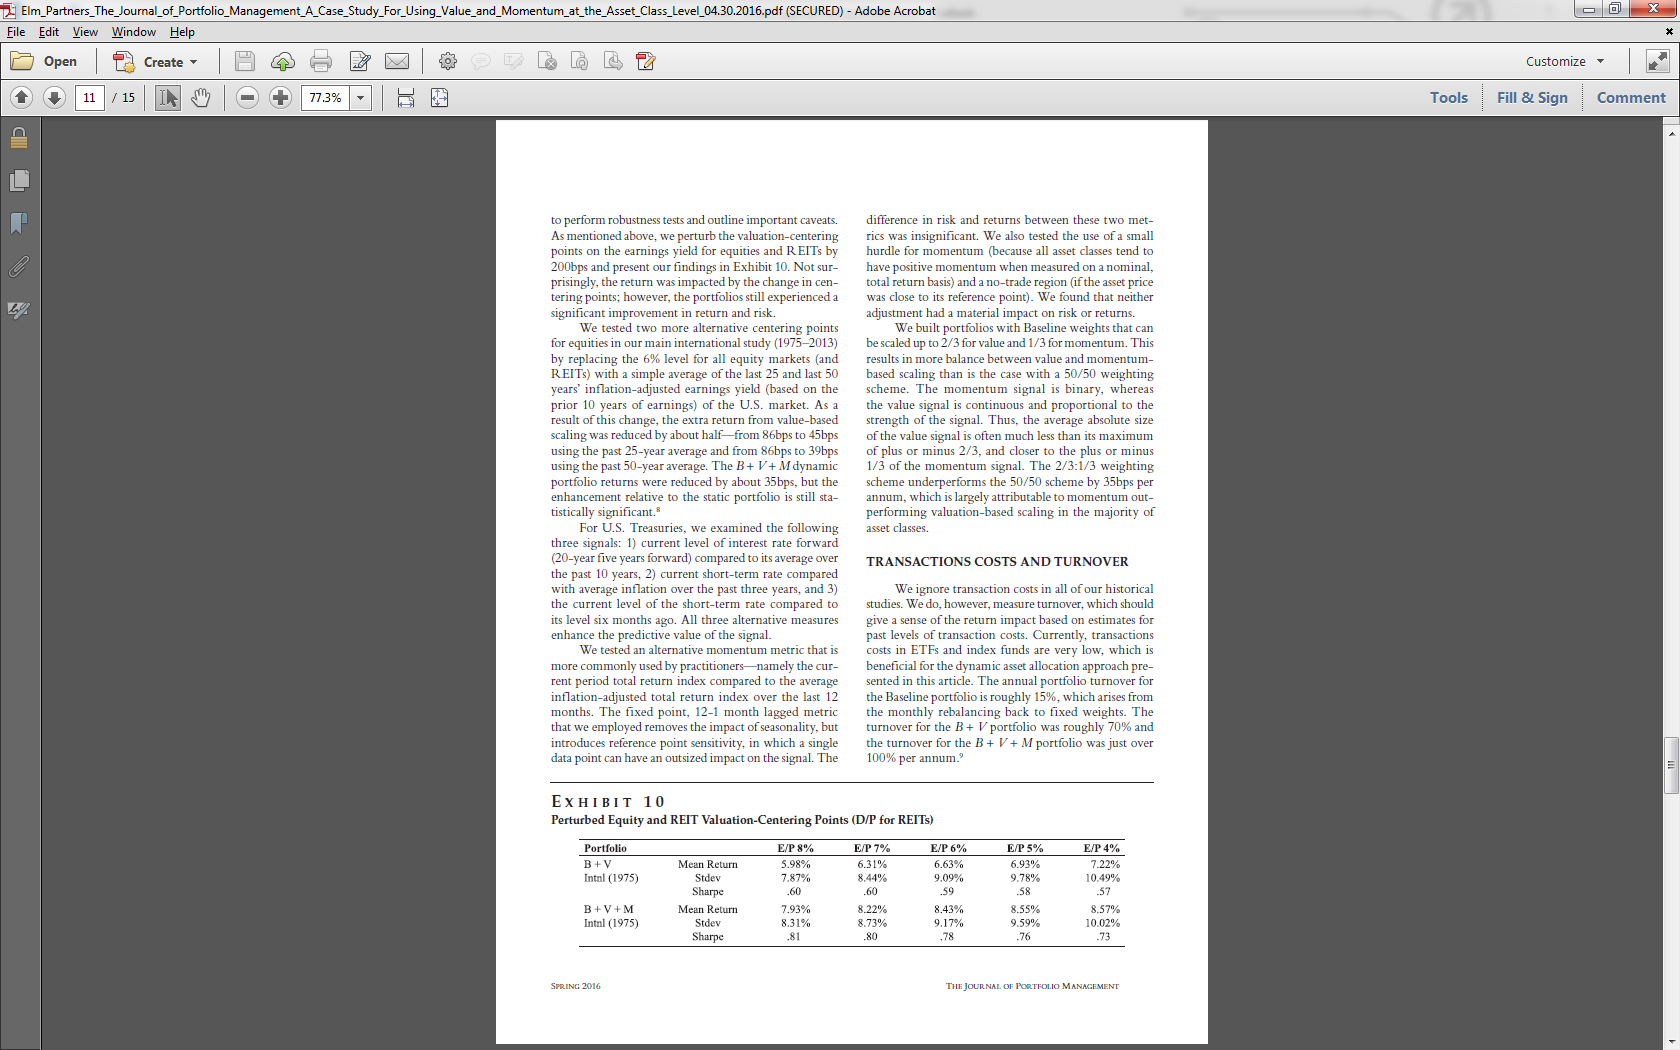 Elm_Partners_The_Journal_of_Portfolio_Management_A_Case_Study_For_Using_Value_and_Momentum_at_the_Asset_Class_Level_04.30.2016.pdf (SECURED) - Adobe Acrobat
File Edit View Window Help
Open Create Customize
11 / 15 77.3% Tools Fill & Sign Comment
to perform robustness tests and outline important caveats.
As mentioned above, we perturb the valuation-centering
points on the earnings yield for equities and REITs by
200bps and present our findings in Exhibit 10. Not sur-
prisingly, the return was impacted by the change in cen-
tering points; however, the portfolios still experienced a
significant improvement in return and risk.
We tested two more alternative centering points
for equities in our main international study (1975–2013)
by replacing the 6% level for all equity markets (and
REITs) with a simple average of the last 25 and last 50
years' inflation-adjusted earnings yield (based on the
prior 10 years of earnings) of the U.S. market. As a
result of this change, the extra return from value-based
scaling was reduced by about half—from 86bps to 45bps
using the past 25-year average and from 86bps to 39bps
using the past 50-year average. The B + V + M dynamic
portfolio returns were reduced by about 35bps, but the
enhancement relative to the static portfolio is still sta-
tistically significant.8
For U.S. Treasuries, we examined the following
three signals: 1) current level of interest rate forward
(20-year five years forward) compared to its average over
the past 10 years, 2) current short-term rate compared
with average inflation over the past three years, and 3)
the current level of the short-term rate compared to
its level six months ago. All three alternative measures
enhance the predictive value of the signal.
We tested an alternative momentum metric that is
more commonly used by practitioners—namely the cur-
rent period total return index compared to the average
inflation-adjusted total return index over the last 12
months. The fixed point, 12-1 month lagged metric
that we employed removes the impact of seasonality, but
introduces reference point sensitivity, in which a single
data point can have an outsized impact on the signal. The
difference in risk and returns between these two met-
rics was insignificant. We also tested the use of a small
hurdle for momentum (because all asset classes tend to
have positive momentum when measured on a nominal,
total return basis) and a no-trade region (if the asset price
was close to its reference point). We found that neither
adjustment had a material impact on risk or returns.
We built portfolios with Baseline weights that can
be scaled up to 2/3 for value and 1/3 for momentum. This
results in more balance between value and momentum-
based scaling than is the case with a 50/50 weighting
scheme. The momentum signal is binary, whereas
the value signal is continuous and proportional to the
strength of the signal. Thus, the average absolute size
of the value signal is often much less than its maximum
of plus or minus 2/3, and closer to the plus or minus
1/3 of the momentum signal. The 2/3:1/3 weighting
scheme underperforms the 50/50 scheme by 35bps per
annum, which is largely attributable to momentum out-
performing valuation-based scaling in the majority of
asset classes.
TRANSACTIONS COSTS AND TURNOVER
We ignore transaction costs in all of our historical
studies. We do, however, measure turnover, which should
give a sense of the return impact based on estimates for
past levels of transaction costs. Currently, transactions
costs in ETFs and index funds are very low, which is
beneficial for the dynamic asset allocation approach pre-
sented in this article. The annual portfolio turnover for
the Baseline portfolio is roughly 15%, which arises from
the monthly rebalancing back to fixed weights. The
turnover for the B + V portfolio was roughly 70% and
the turnover for the B + V + M portfolio was just over
100% per annum.9
EXHIBIT 10
Perturbed Equity and REIT Valuation-Centering Points (D/P for REITs)
Portfolio E/P 8% E/P 7% E/P 6% E/P 5% E/P 4%
B + V Mean Return 5.98% 6.31% 6.63% 6.93% 7.22%
Intnl (1975) Stdev 7.87% 8.44% 9.09% 9.78% 10.49%
Sharpe .60 .60 .59 .58 .57
B + V + M Mean Return 7.93% 8.22% 8.43% 8.55% 8.57%
Intnl (1975) Stdev 8.31% 8.73% 9.17% 9.59% 10.02%
Sharpe .81 .80 .78 .76 .73
SPRING 2016 THE JOURNAL OF PORTFOLIO MANAGEMENT